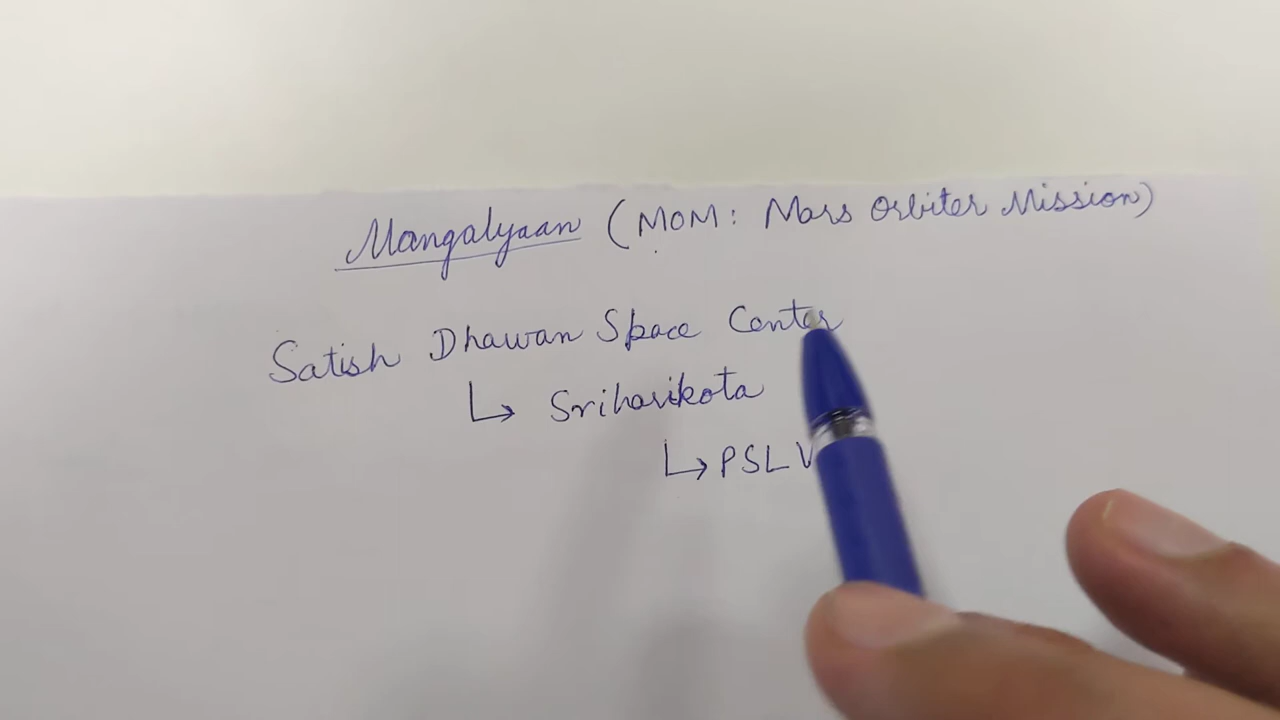 Mangalyaan (MOM: Mars Orbiter Mission)
Satish Dhawan Space Center
↳ Sriharikota
↳ PSLV